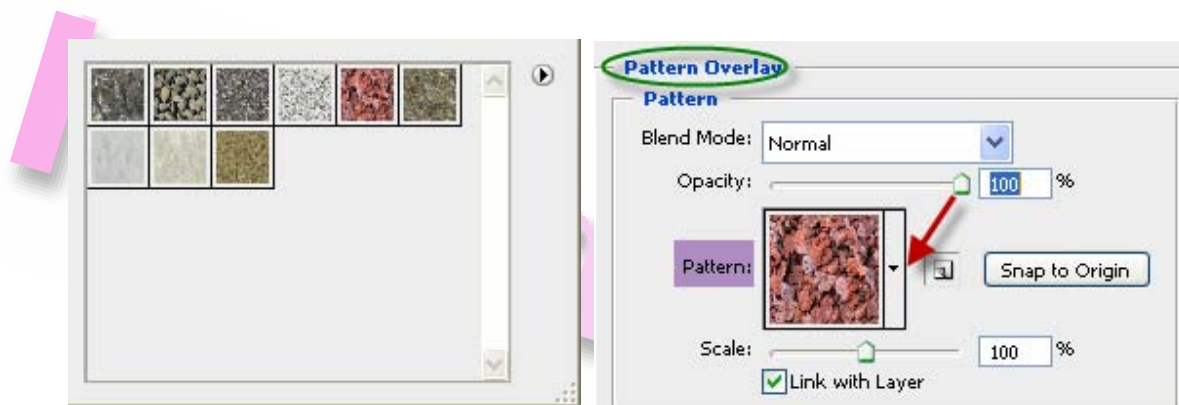 Pattern Overlay
Pattern
Blend Mode: Normal
Opacity: 100 %
Pattern: Snap to Origin
Scale: 100 %
Link with Layer